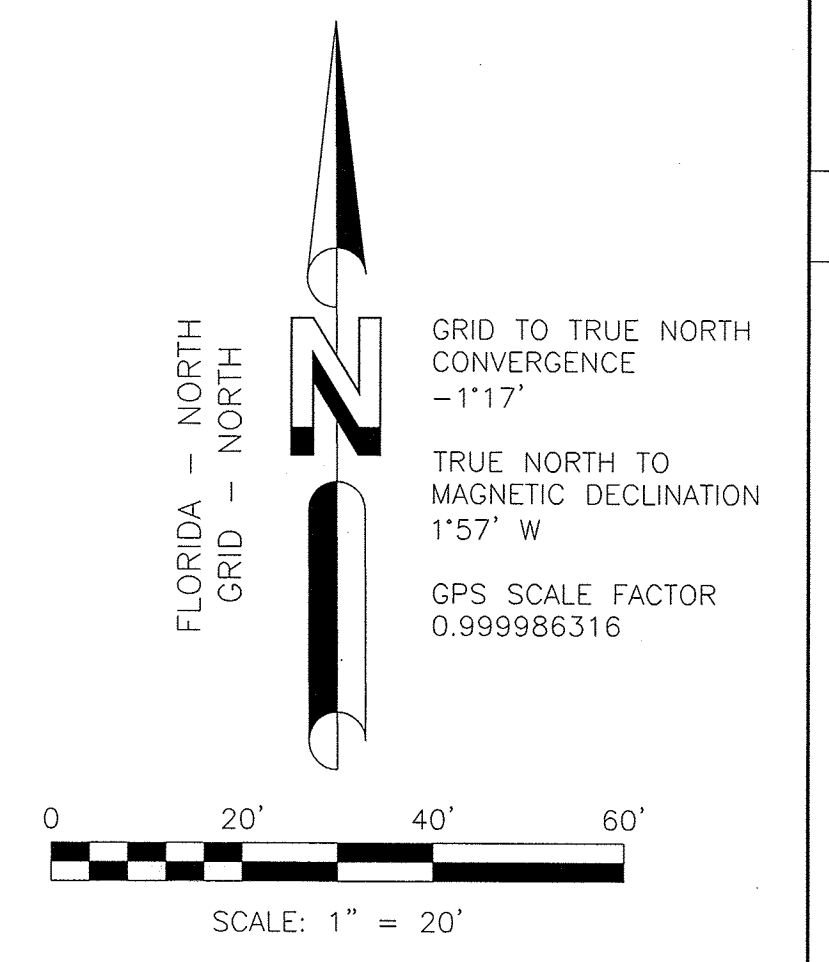 FLORIDA – NORTH
GRID – NORTH
N
GRID TO TRUE NORTH
CONVERGENCE
–1°17'
TRUE NORTH TO
MAGNETIC DECLINATION
1°57' W
GPS SCALE FACTOR
0.999986316
0 20' 40' 60'
SCALE: 1" = 20'